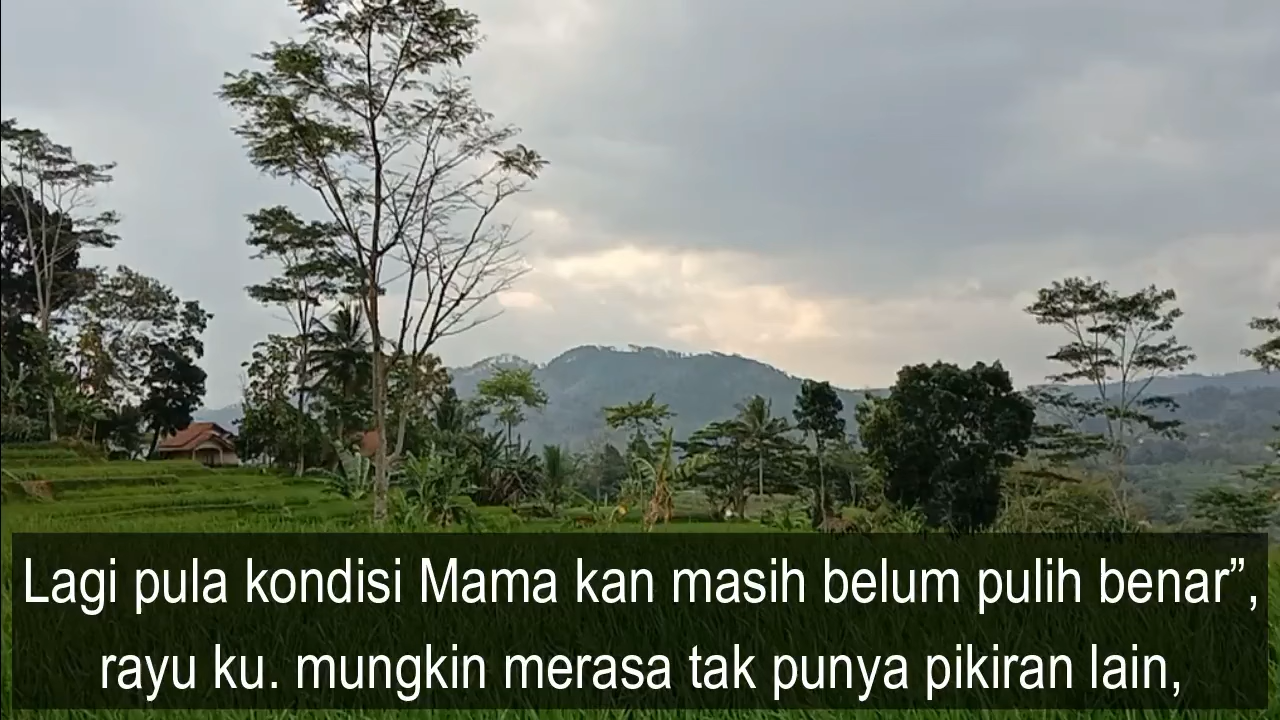 Lagi pula kondisi Mama kan masih belum pulih benar”,
rayu ku. mungkin merasa tak punya pikiran lain,